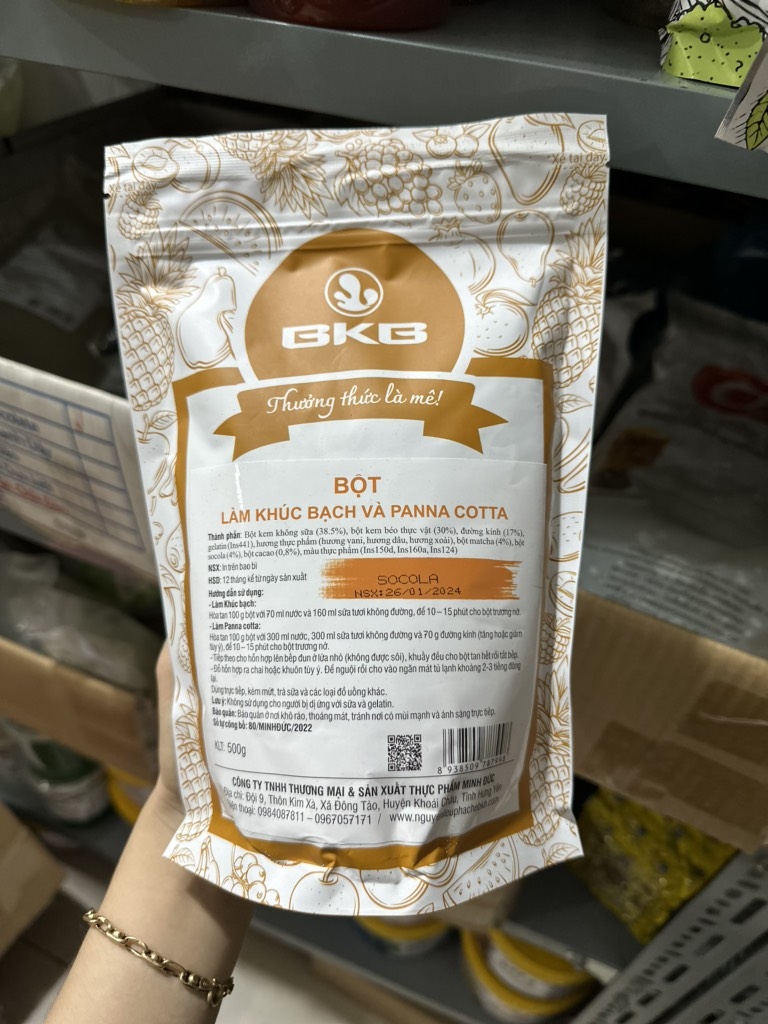 Xé tại đây
BKB
Thưởng thức là mê!
BỘT
LÀM KHÚC BẠCH VÀ PANNA COTTA
Thành phần: Bột kem không sữa (38.5%), bột kem béo thực vật (30%), đường kính (17%),
gelatin (Ins441), hương thực phẩm (hương vani, hương dâu, hương xoài), bột matcha (4%), bột
socola (4%), bột cacao (0,8%), màu thực phẩm (Ins150d, Ins160a, Ins124)
NSX: In trên bao bì
HSD: 12 tháng kể từ ngày sản xuất
SOCOLA
NSX: 26/01/2024
Hướng dẫn sử dụng:
- Làm Khúc bạch:
Hòa tan 100 g bột với 70 ml nước và 160 ml sữa tươi không đường, để 10 – 15 phút cho bột trương nở.
- Làm Panna cotta:
Hòa tan 100 g bột với 300 ml nước, 300 ml sữa tươi không đường và 70 g đường kính (tăng hoặc giảm
tùy ý), để 10 – 15 phút cho bột trương nở.
- Tiếp theo cho hỗn hợp lên bếp đun ở lửa nhỏ (không được sôi), khuấy đều cho bột tan hết rồi tắt bếp.
- Đổ hỗn hợp ra chai hoặc khuôn tùy ý. Để nguội rồi cho vào ngăn mát tủ lạnh khoảng 2-3 tiếng đông
lại.
Dùng trực tiếp, kèm mứt, trà sữa và các loại đồ uống khác.
Lưu ý: Không sử dụng cho người bị dị ứng với sữa và gelatin.
Bảo quản: Bảo quản ở nơi khô ráo, thoáng mát, tránh nơi có mùi mạnh và ánh sáng trực tiếp.
Số tự công bố: 80/MINHĐỨC/2022
KLT: 500g
8 938509 787998
CÔNG TY TNHH THƯƠNG MẠI & SẢN XUẤT THỰC PHẨM MINH ĐỨC
Địa chỉ: Đội 9, Thôn Kim Xà, Xã Đông Tảo, Huyện Khoái Châu, Tỉnh Hưng Yên
Điện thoại: 0984087811 – 0967057171 / www.nguyenlieuphachebkb.com